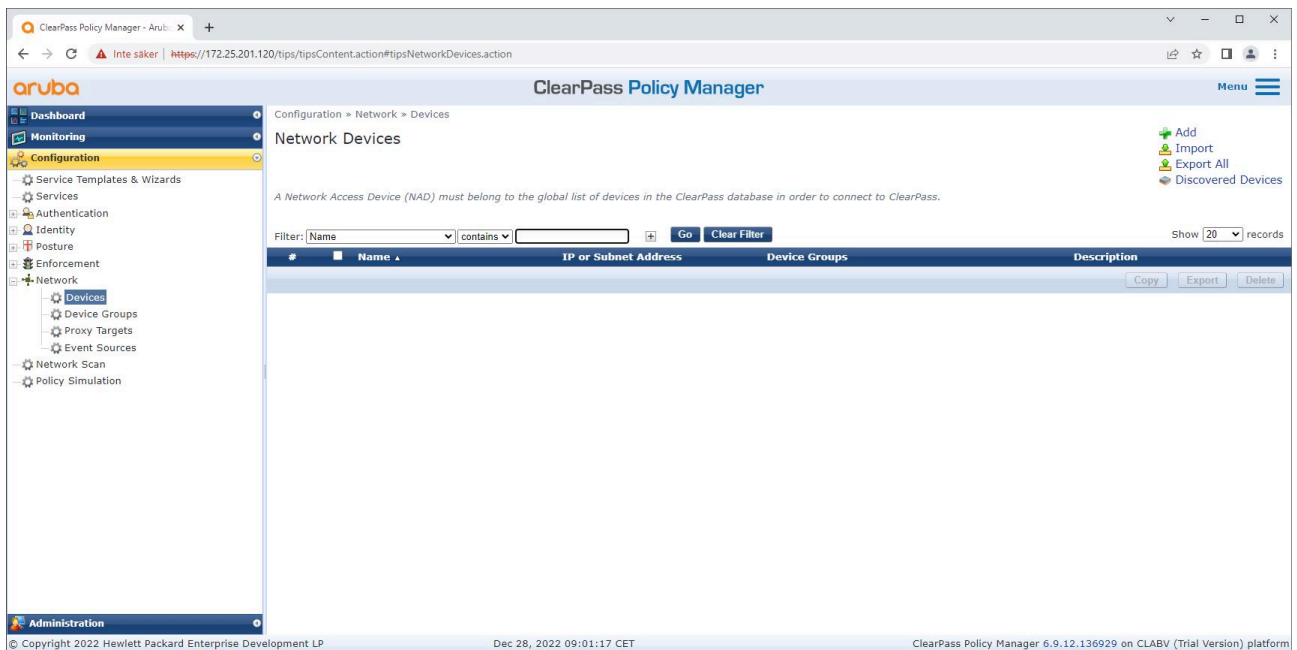 ClearPass Policy Manager - Arub
Inte säker | https://172.25.201.120/tips/tipsContent.action#tipsNetworkDevices.action
aruba
ClearPass Policy Manager
Menu
Dashboard
Monitoring
Configuration
Service Templates & Wizards
Services
Authentication
Identity
Posture
Enforcement
Network
Devices
Device Groups
Proxy Targets
Event Sources
Network Scan
Policy Simulation
Administration
Configuration » Network » Devices
Network Devices
Add
Import
Export All
Discovered Devices
A Network Access Device (NAD) must belong to the global list of devices in the ClearPass database in order to connect to ClearPass.
Filter: Name contains Go Clear Filter Show 20 records
# Name IP or Subnet Address Device Groups Description
Copy Export Delete
© Copyright 2022 Hewlett Packard Enterprise Development LP Dec 28, 2022 09:01:17 CET ClearPass Policy Manager 6.9.12.136929 on CLABV (Trial Version) platform